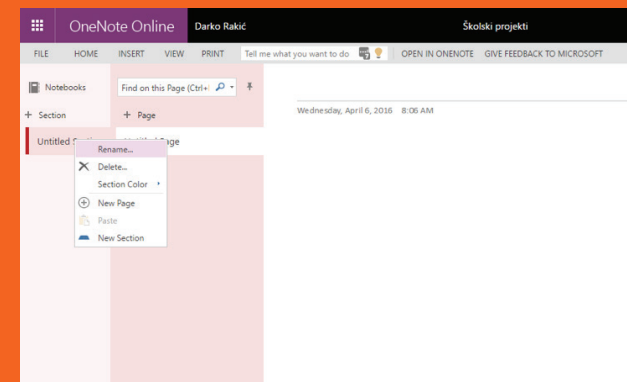 OneNote Online Darko Rakić Školski projekti
FILE HOME INSERT VIEW PRINT Tell me what you want to do OPEN IN ONENOTE GIVE FEEDBACK TO MICROSOFT
Notebooks Find on this Page (Ctrl+
+ Section + Page
Wednesday, April 6, 2016 8:06 AM
Untitled Page
Rename...
Delete...
Section Color
New Page
Paste
New Section